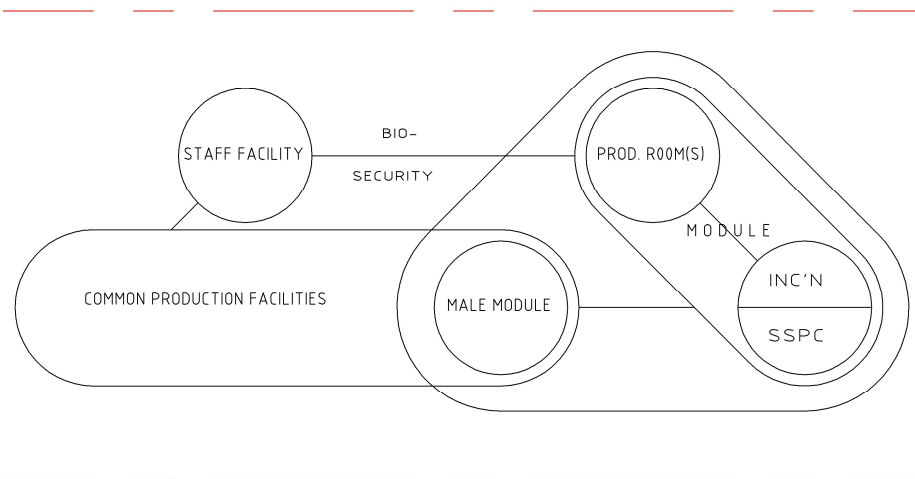 BIO-
STAFF FACILITY
PROD. ROOM(S)
SECURITY
MODULE
INC'N
COMMON PRODUCTION FACILITIES
MALE MODULE
SSPC